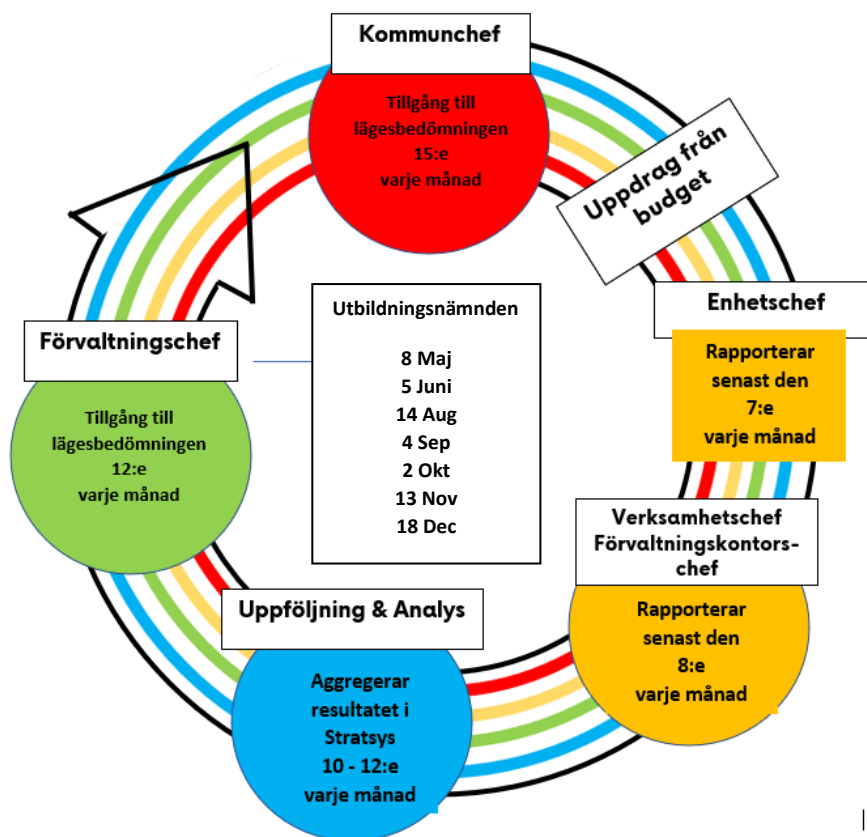 Kommunchef
Tillgång till
lägesbedömningen
15:e
varje månad
Uppdrag från
budget
Enhetschef
Rapporterar
senast den
7:e
varje månad
Verksamhetschef
Förvaltningskontors-
chef
Rapporterar
senast den
8:e
varje månad
Uppföljning & Analys
Aggregerar
resultatet i
Stratsys
10 - 12:e
varje månad
Förvaltningschef
Tillgång till
lägesbedömningen
12:e
varje månad
Utbildningsnämnden
8 Maj
5 Juni
14 Aug
4 Sep
2 Okt
13 Nov
18 Dec